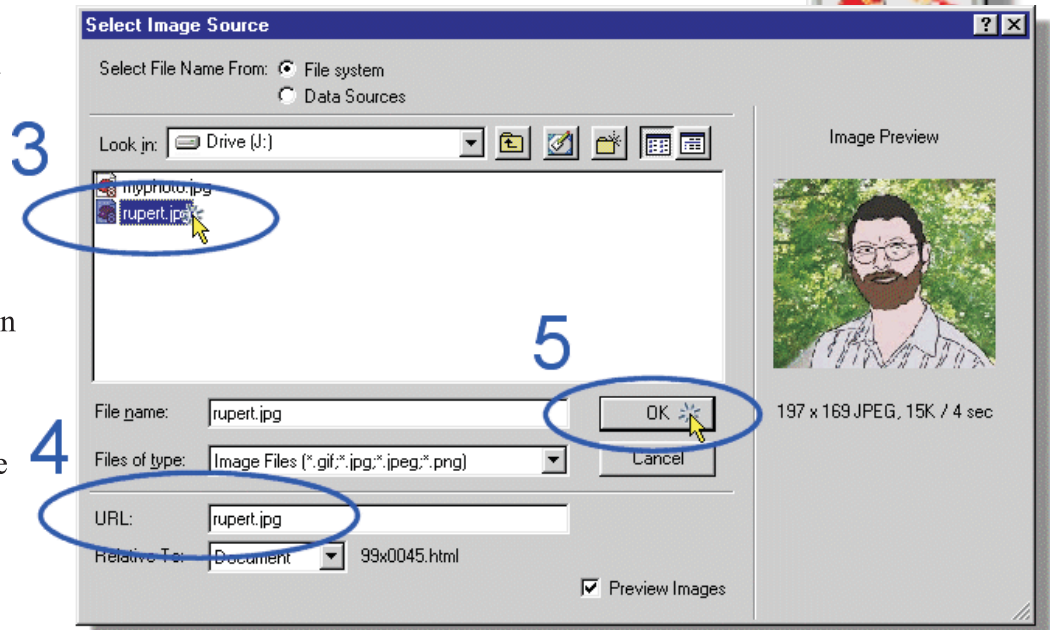 Select Image Source
Select File Name From: File system
Data Sources
3
Look in: Drive (J:)
Image Preview
myphoto.jpg
rupert.jpg
n
5
File name: rupert.jpg
OK
197 x 169 JPEG, 15K / 4 sec
4
e
Files of type: Image Files (*.gif;*.jpg;*.jpeg;*.png)
Cancel
URL: rupert.jpg
Relative To: Document 99x0045.html
Preview Images